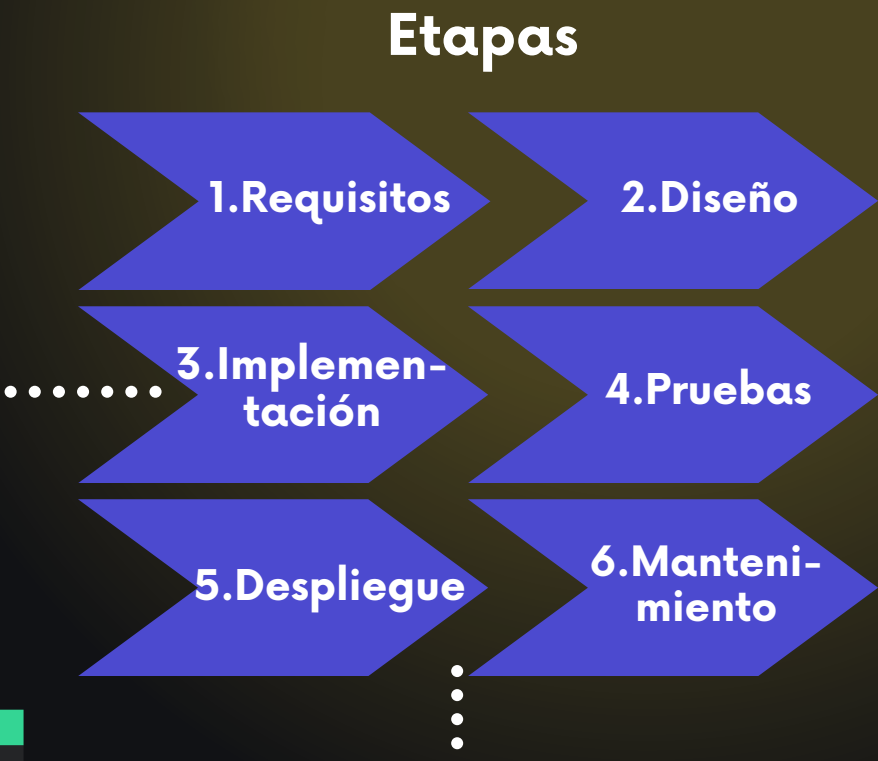 Etapas
1.Requisitos
2.Diseño
3.Implemen-
tación
4.Pruebas
5.Despliegue
6.Manteni-
miento